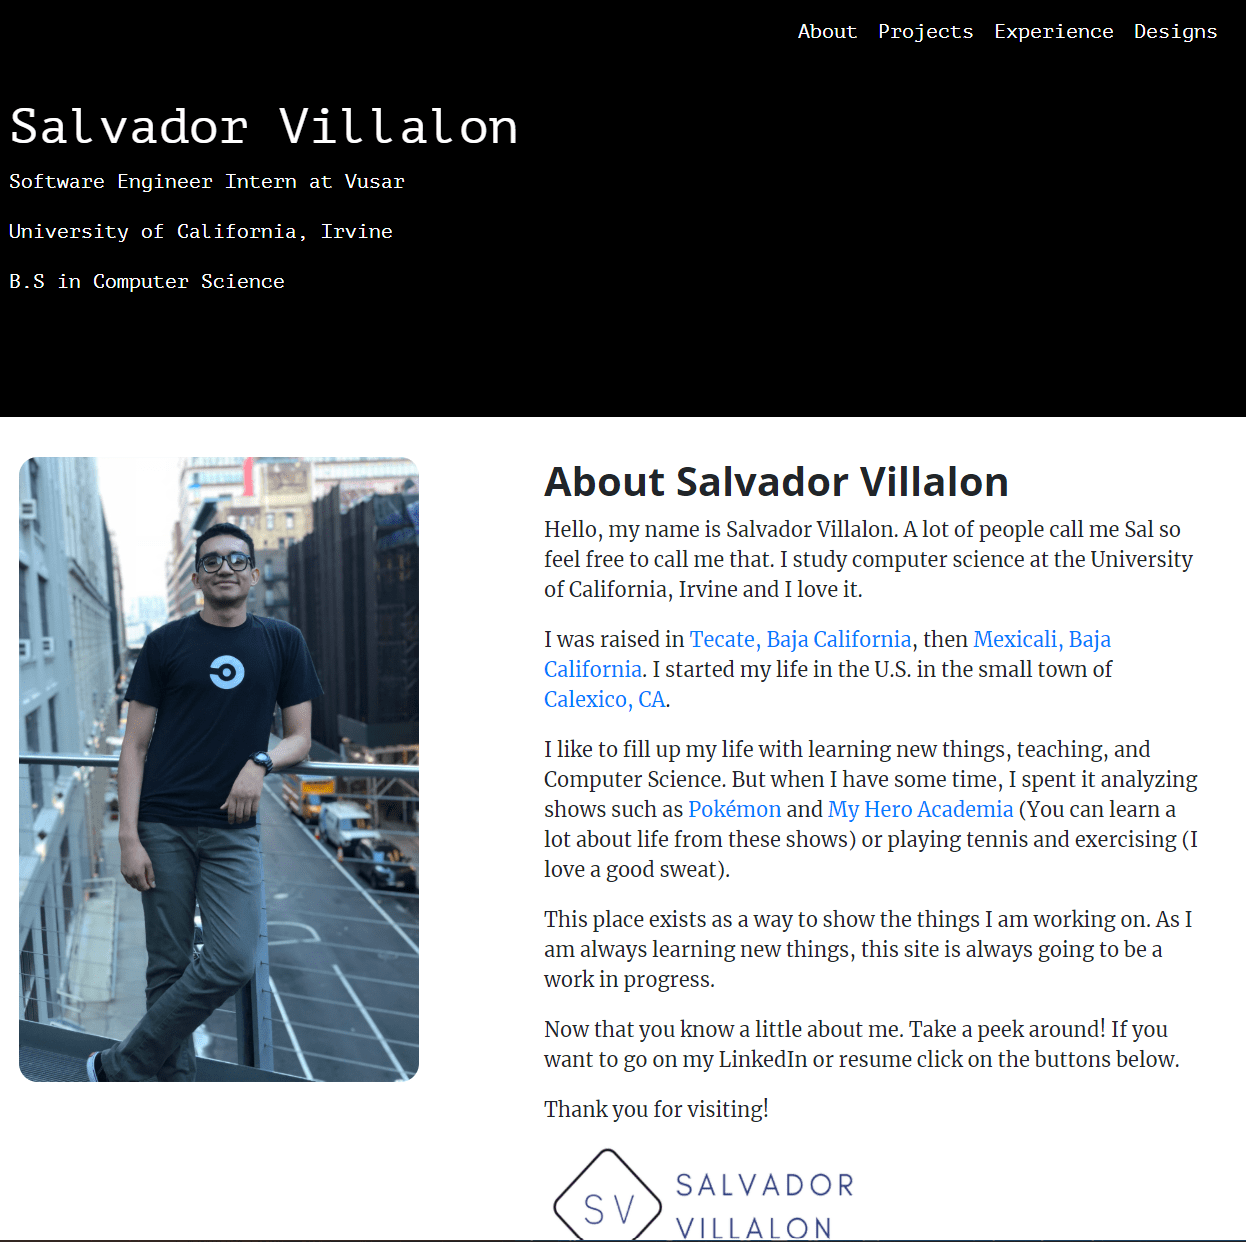 About Projects Experience Designs
Salvador Villalon
Software Engineer Intern at Vusar
University of California, Irvine
B.S in Computer Science
About Salvador Villalon
Hello, my name is Salvador Villalon. A lot of people call me Sal so
feel free to call me that. I study computer science at the University
of California, Irvine and I love it.
I was raised in Tecate, Baja California, then Mexicali, Baja
California. I started my life in the U.S. in the small town of
Calexico, CA.
I like to fill up my life with learning new things, teaching, and
Computer Science. But when I have some time, I spent it analyzing
shows such as Pokémon and My Hero Academia (You can learn a
lot about life from these shows) or playing tennis and exercising (I
love a good sweat).
This place exists as a way to show the things I am working on. As I
am always learning new things, this site is always going to be a
work in progress.
Now that you know a little about me. Take a peek around! If you
want to go on my LinkedIn or resume click on the buttons below.
Thank you for visiting!
SV
SALVADOR
VILLALON